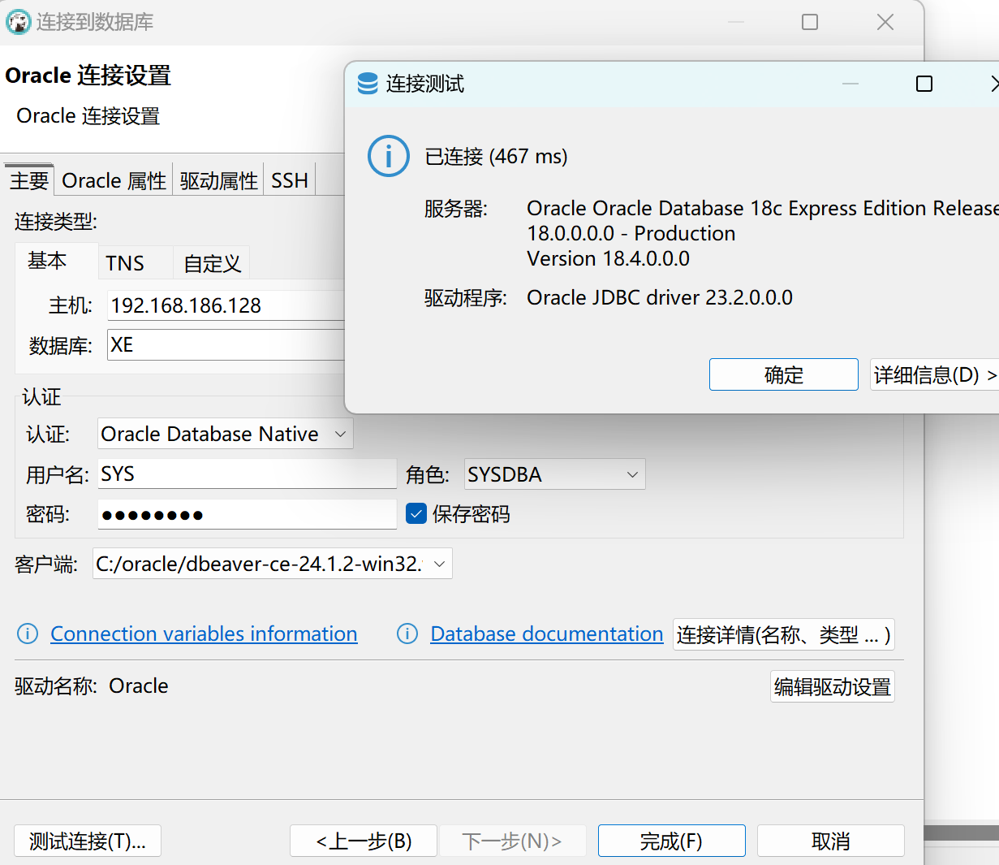 连接到数据库
Oracle 连接设置
Oracle 连接设置
主要 Oracle 属性 驱动属性 SSH
连接类型:
基本 TNS 自定义
主机: 192.168.186.128
数据库: XE
认证
认证: Oracle Database Native
用户名: SYS 角色: SYSDBA
密码: ●●●●●●●● 保存密码
客户端: C:/oracle/dbeaver-ce-24.1.2-win32.
Connection variables information Database documentation 连接详情(名称、类型 ... )
驱动名称: Oracle 编辑驱动设置
测试连接(T)... <上一步(B) 下一步(N)> 完成(F) 取消
连接测试
已连接 (467 ms)
服务器: Oracle Oracle Database 18c Express Edition Release
18.0.0.0.0 - Production
Version 18.4.0.0.0
驱动程序: Oracle JDBC driver 23.2.0.0.0
确定 详细信息(D) >